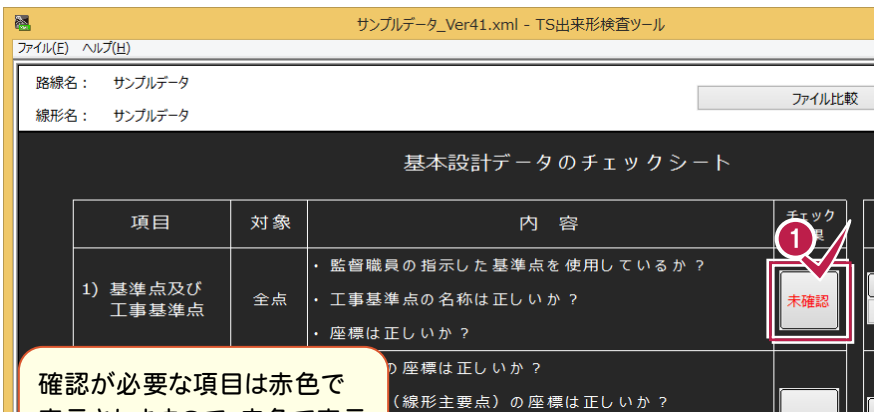 サンプルデータ_Ver41.xml - TS出来形検査ツール
ファイル(F) ヘルプ(H)
路線名： サンプルデータ
ファイル比較
線形名： サンプルデータ
基本設計データのチェックシート
項目 対象 内 容 チェック
果
1
1) 基準点及び
工事基準点
全点
・ 監督職員の指示した基準点を使用しているか？
・ 工事基準点の名称は正しいか？
・ 座標は正しいか？
未確認
の座標は正しいか？
（線形主要点）の座標は正しいか？
確認が必要な項目は赤色で